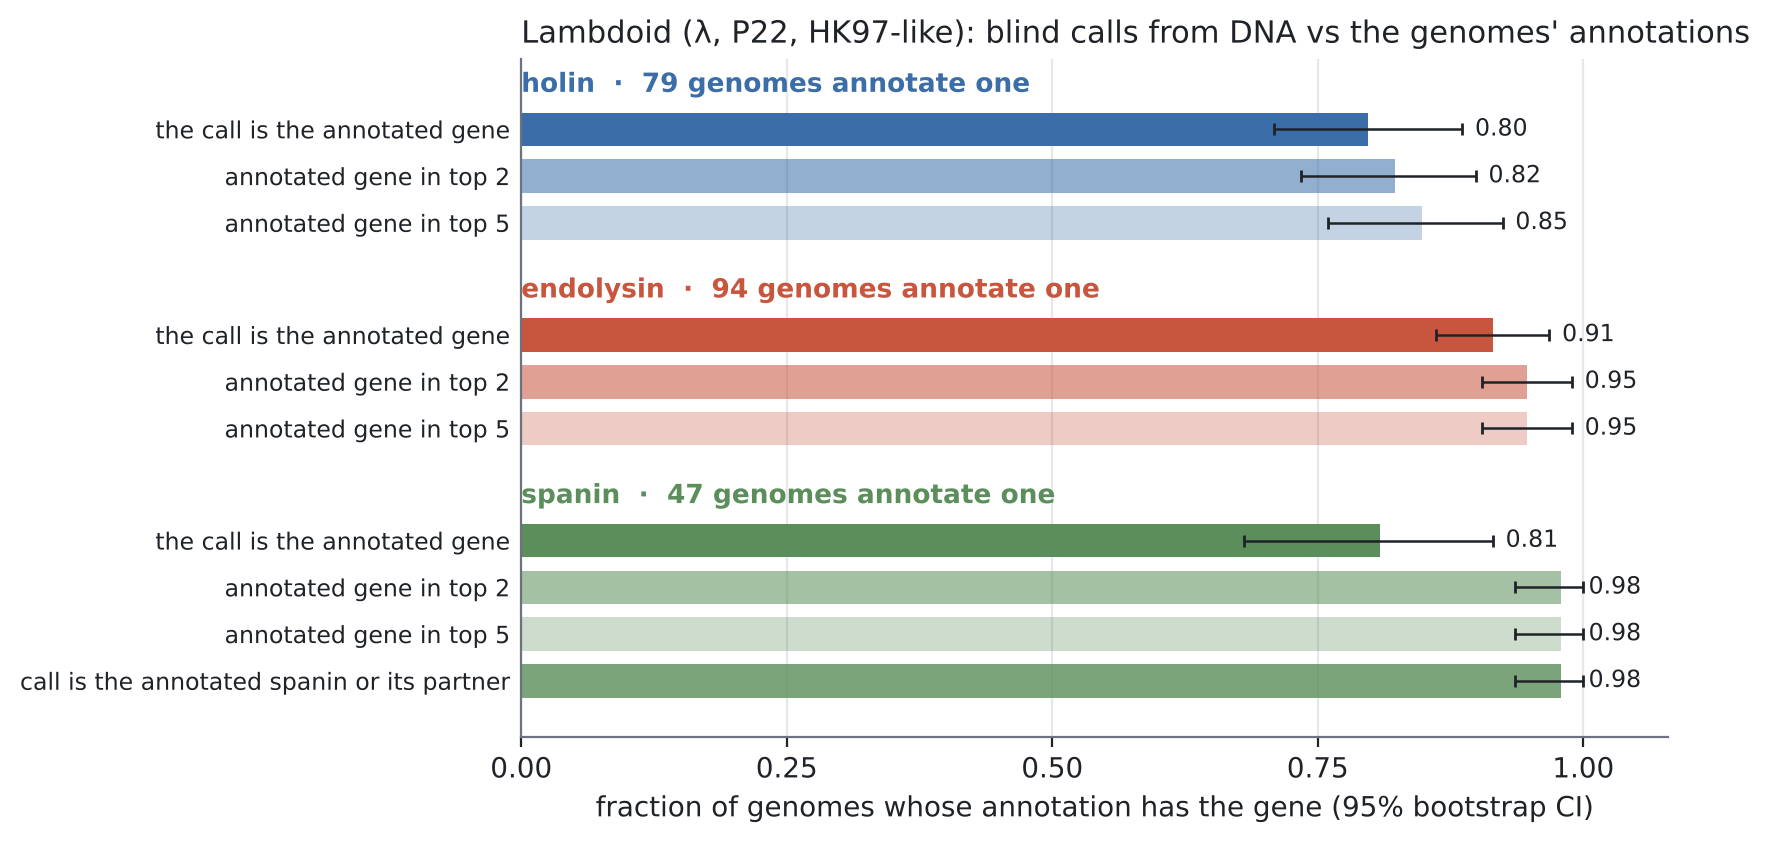 Lambdoid (λ, P22, HK97-like): blind calls from DNA vs the genomes' annotations
holin · 79 genomes annotate one
the call is the annotated gene 0.80
annotated gene in top 2 0.82
annotated gene in top 5 0.85
endolysin · 94 genomes annotate one
the call is the annotated gene 0.91
annotated gene in top 2 0.95
annotated gene in top 5 0.95
spanin · 47 genomes annotate one
the call is the annotated gene 0.81
annotated gene in top 2 0.98
annotated gene in top 5 0.98
call is the annotated spanin or its partner 0.98
0.00 0.25 0.50 0.75 1.00
fraction of genomes whose annotation has the gene (95% bootstrap CI)